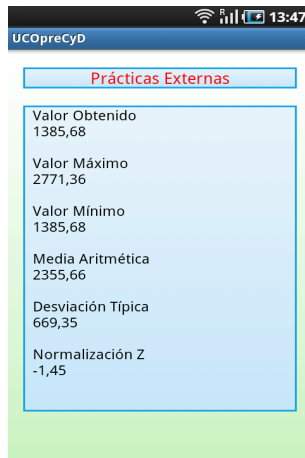 R
13:47
UCOpreCyD
Prácticas Externas
Valor Obtenido
1385,68
Valor Máximo
2771,36
Valor Mínimo
1385,68
Media Aritmética
2355,66
Desviación Típica
669,35
Normalización Z
-1,45